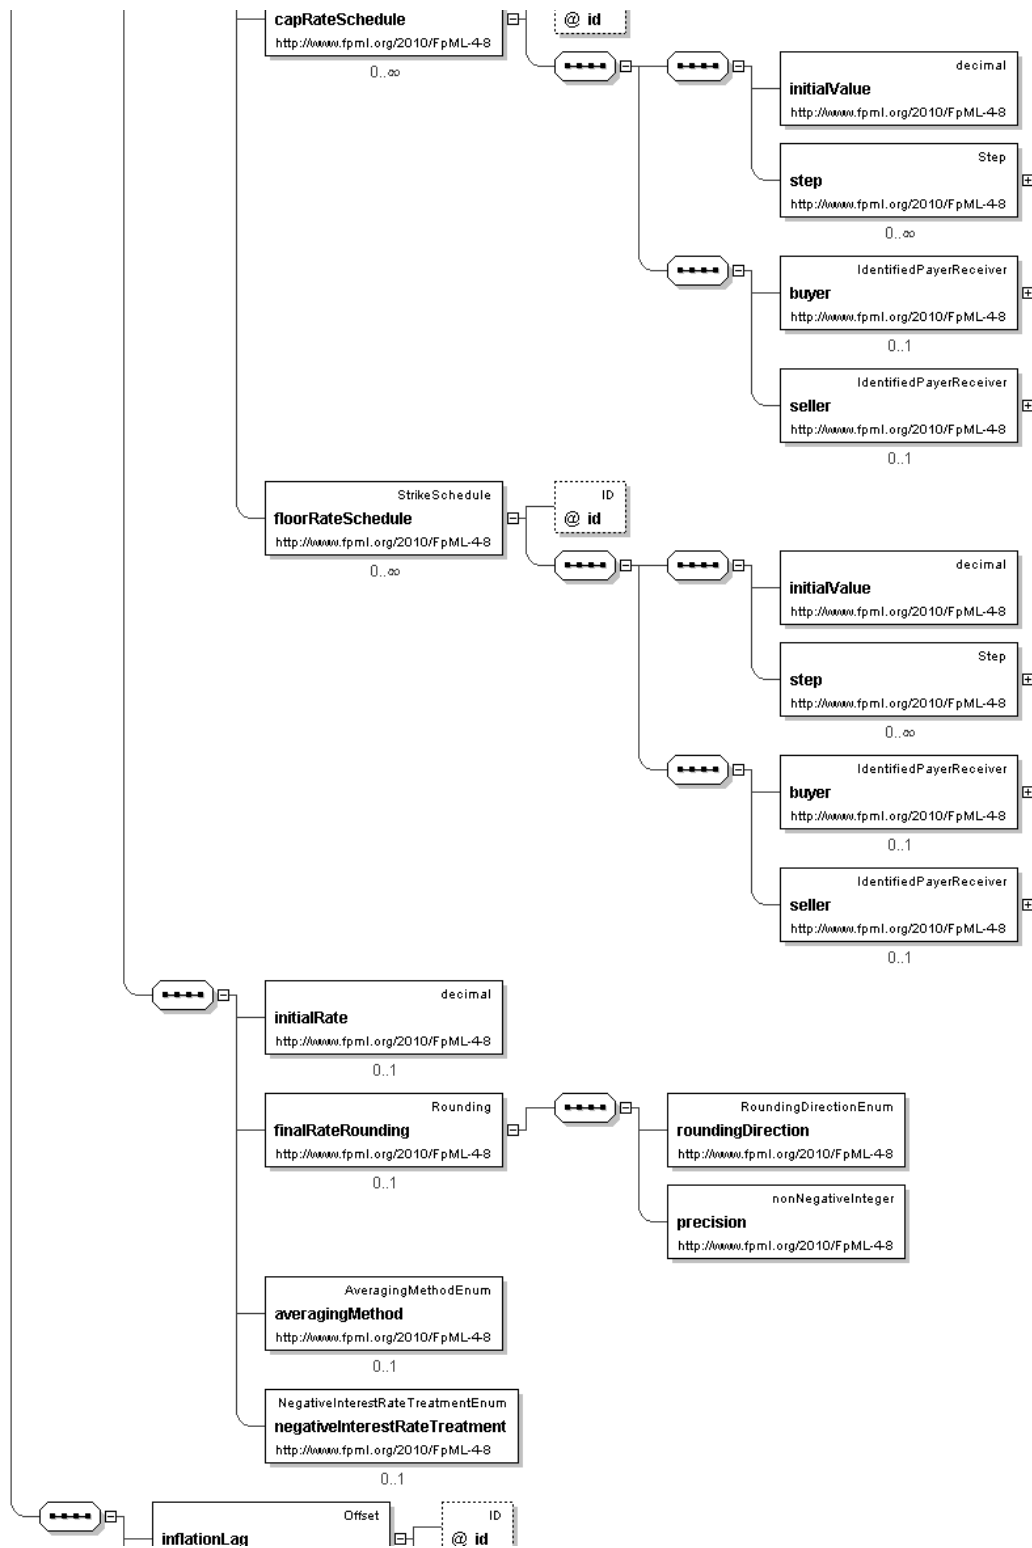 capRateSchedule
http://www.fpml.org/2010/FpML-4-8
0..∞
@ id
decimal
initialValue
http://www.fpml.org/2010/FpML-4-8
Step
step
http://www.fpml.org/2010/FpML-4-8
0..∞
IdentifiedPayerReceiver
buyer
http://www.fpml.org/2010/FpML-4-8
0..1
IdentifiedPayerReceiver
seller
http://www.fpml.org/2010/FpML-4-8
0..1
StrikeSchedule
floorRateSchedule
http://www.fpml.org/2010/FpML-4-8
0..∞
ID
@ id
decimal
initialValue
http://www.fpml.org/2010/FpML-4-8
Step
step
http://www.fpml.org/2010/FpML-4-8
0..∞
IdentifiedPayerReceiver
buyer
http://www.fpml.org/2010/FpML-4-8
0..1
IdentifiedPayerReceiver
seller
http://www.fpml.org/2010/FpML-4-8
0..1
decimal
initialRate
http://www.fpml.org/2010/FpML-4-8
0..1
Rounding
finalRateRounding
http://www.fpml.org/2010/FpML-4-8
0..1
RoundingDirectionEnum
roundingDirection
http://www.fpml.org/2010/FpML-4-8
nonNegativeInteger
precision
http://www.fpml.org/2010/FpML-4-8
AveragingMethodEnum
averagingMethod
http://www.fpml.org/2010/FpML-4-8
0..1
NegativeInterestRateTreatmentEnum
negativeInterestRateTreatment
http://www.fpml.org/2010/FpML-4-8
0..1
Offset
inflationLag
ID
@ id